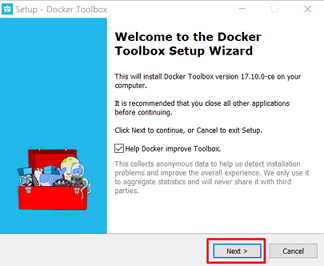 Setup - Docker Toolbox
Welcome to the Docker
Toolbox Setup Wizard
This will install Docker Toolbox version 17.10.0-ce on your
computer.
It is recommended that you close all other applications
before continuing.
Click Next to continue, or Cancel to exit Setup.
Help Docker improve Toolbox.
This collects anonymous data to help us detect installation
problems and improve the overall experience. We only use it
to aggregate statistics and will never share it with third
parties.
Next >
Cancel